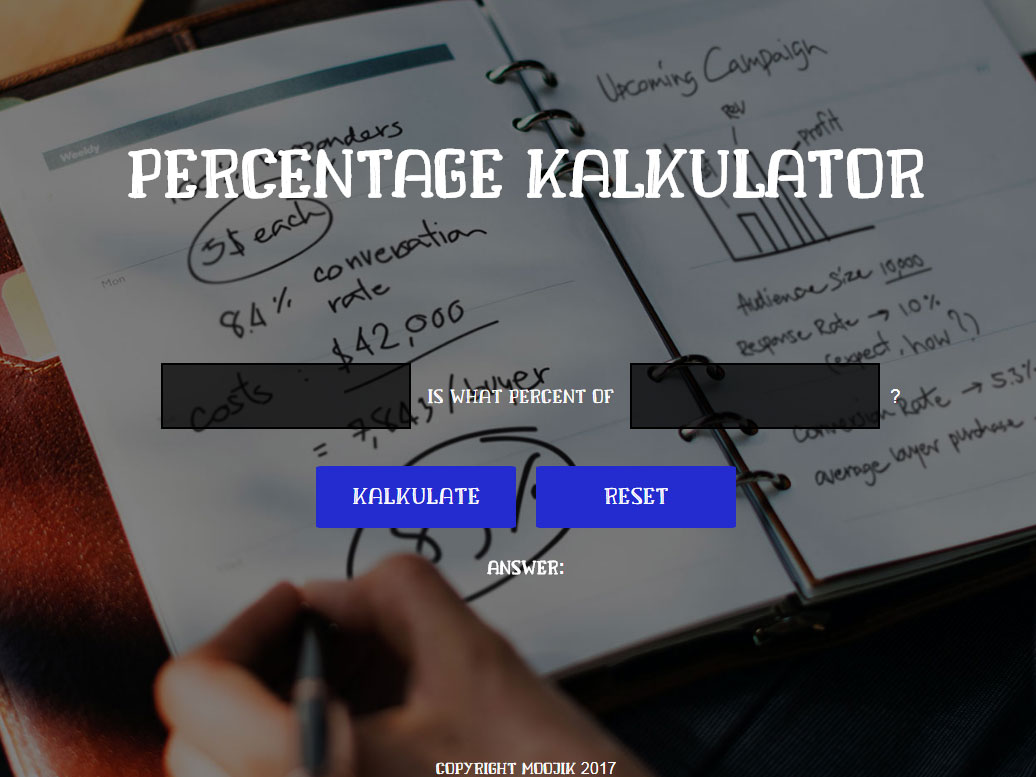 Weekly
responders
PERCENTAGE KALKULATOR
5$ each
Mon
8.4% conversation
rate
$42,000
costs :
= 7,843 / buyer
IS WHAT PERCENT OF
?
KALKULATE
RESET
ANSWER:
Upcoming Campaign
Rev
Profit
Audience Size 10,000
Response Rate → 10%
(expect, how?)
Conversion Rate → 5.3%
average buyer purchase
COPYRIGHT MOOJIK 2017